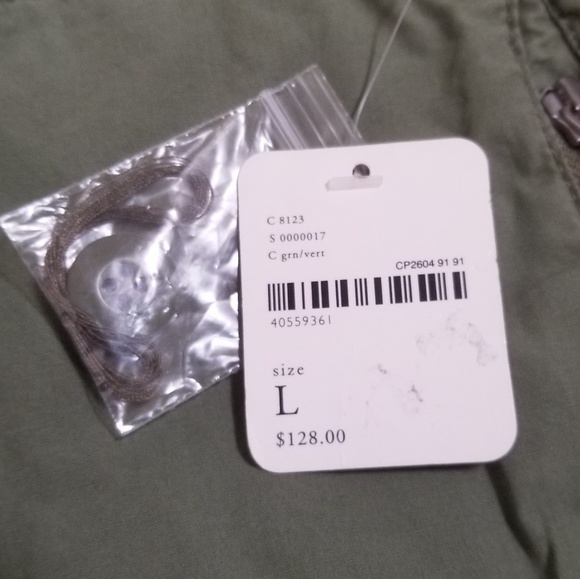 C 8123
S 0000017
C grn/vert
CP2604 91 91
40559361
size
L
$128.00